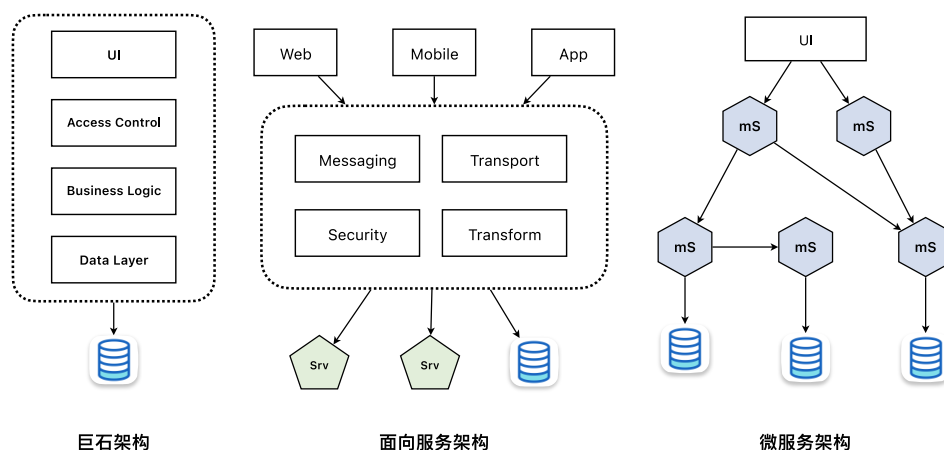 UI
Access Control
Business Logic
Data Layer
巨石架构
Web
Mobile
App
Messaging
Transport
Security
Transform
Srv
Srv
面向服务架构
UI
mS
mS
mS
mS
mS
微服务架构